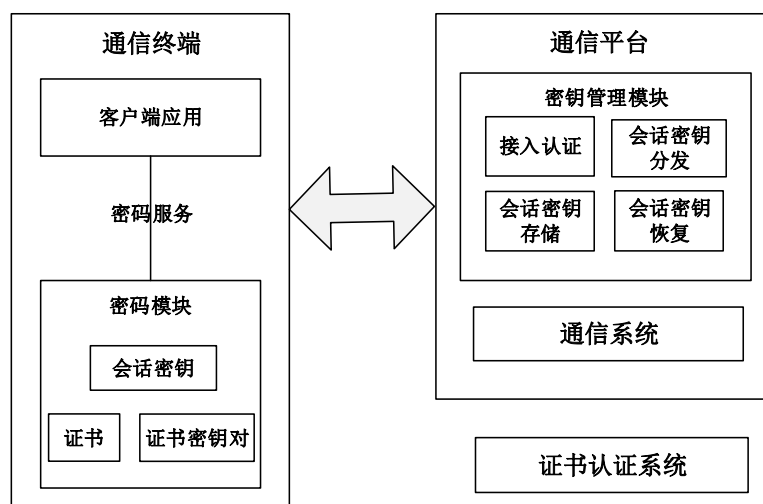 通信终端
客户端应用
密码服务
密码模块
会话密钥
证书
证书密钥对
通信平台
密钥管理模块
接入认证
会话密钥
分发
会话密钥
存储
会话密钥
恢复
通信系统
证书认证系统